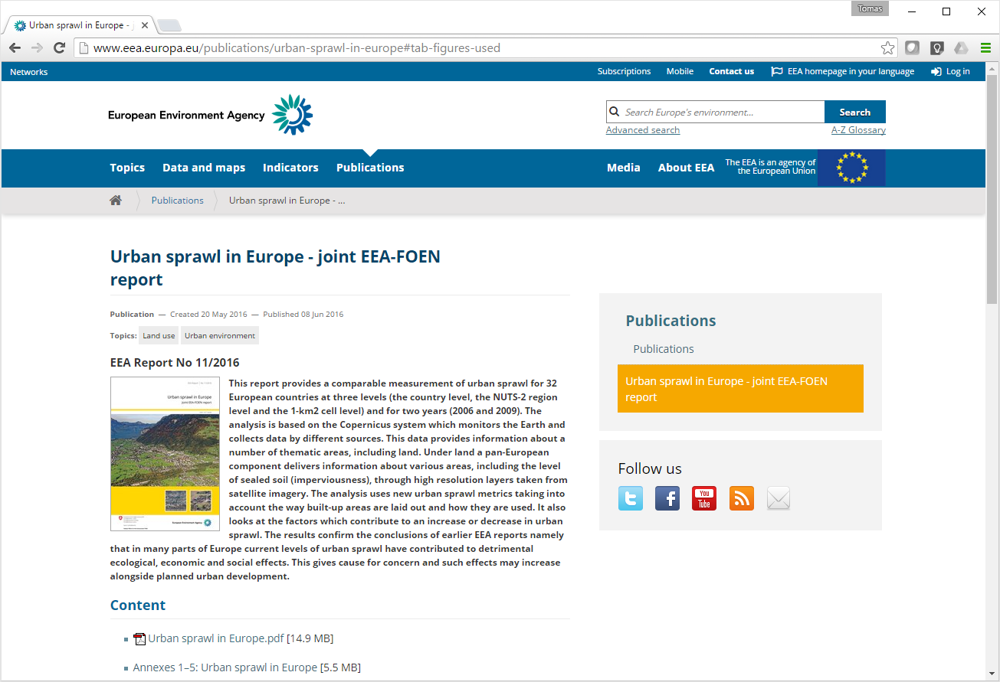 Tomas
Urban sprawl in Europe - j
www.eea.europa.eu/publications/urban-sprawl-in-europe#tab-figures-used
Networks
Subscriptions Mobile Contact us EEA homepage in your language Log in
European Environment Agency
Search Europe's environment... Search
Advanced search A-Z Glossary
Topics Data and maps Indicators Publications Media About EEA
The EEA is an agency of
the European Union
Publications Urban sprawl in Europe - ...
Urban sprawl in Europe - joint EEA-FOEN
report
Publication — Created 20 May 2016 — Published 08 Jun 2016
Topics: Land use Urban environment
EEA Report No 11/2016
Urban sprawl in Europe
joint EEA-FOEN report
European Environment Agency
This report provides a comparable measurement of urban sprawl for 32
European countries at three levels (the country level, the NUTS-2 region
level and the 1-km2 cell level) and for two years (2006 and 2009). The
analysis is based on the Copernicus system which monitors the Earth and
collects data by different sources. This data provides information about a
number of thematic areas, including land. Under land a pan-European
component delivers information about various areas, including the level
of sealed soil (imperviousness), through high resolution layers taken from
satellite imagery. The analysis uses new urban sprawl metrics taking into
account the way built-up areas are laid out and how they are used. It also
looks at the factors which contribute to an increase or decrease in urban
sprawl. The results confirm the conclusions of earlier EEA reports namely
that in many parts of Europe current levels of urban sprawl have contributed to detrimental
ecological, economic and social effects. This gives cause for concern and such effects may increase
alongside planned urban development.
Content
Urban sprawl in Europe.pdf [14.9 MB]
Annexes 1–5: Urban sprawl in Europe [5.5 MB]
Publications
Publications
Urban sprawl in Europe - joint EEA-FOEN
report
Follow us
You
Tube